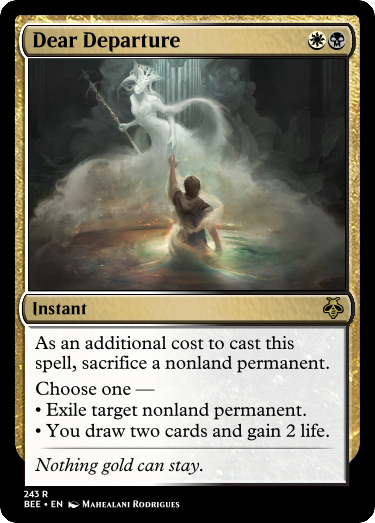 Dear Departure
Instant
As an additional cost to cast this
spell, sacrifice a nonland permanent.
Choose one —
• Exile target nonland permanent.
• You draw two cards and gain 2 life.
Nothing gold can stay.
243 R
BEE • EN Mahealani Rodrigues